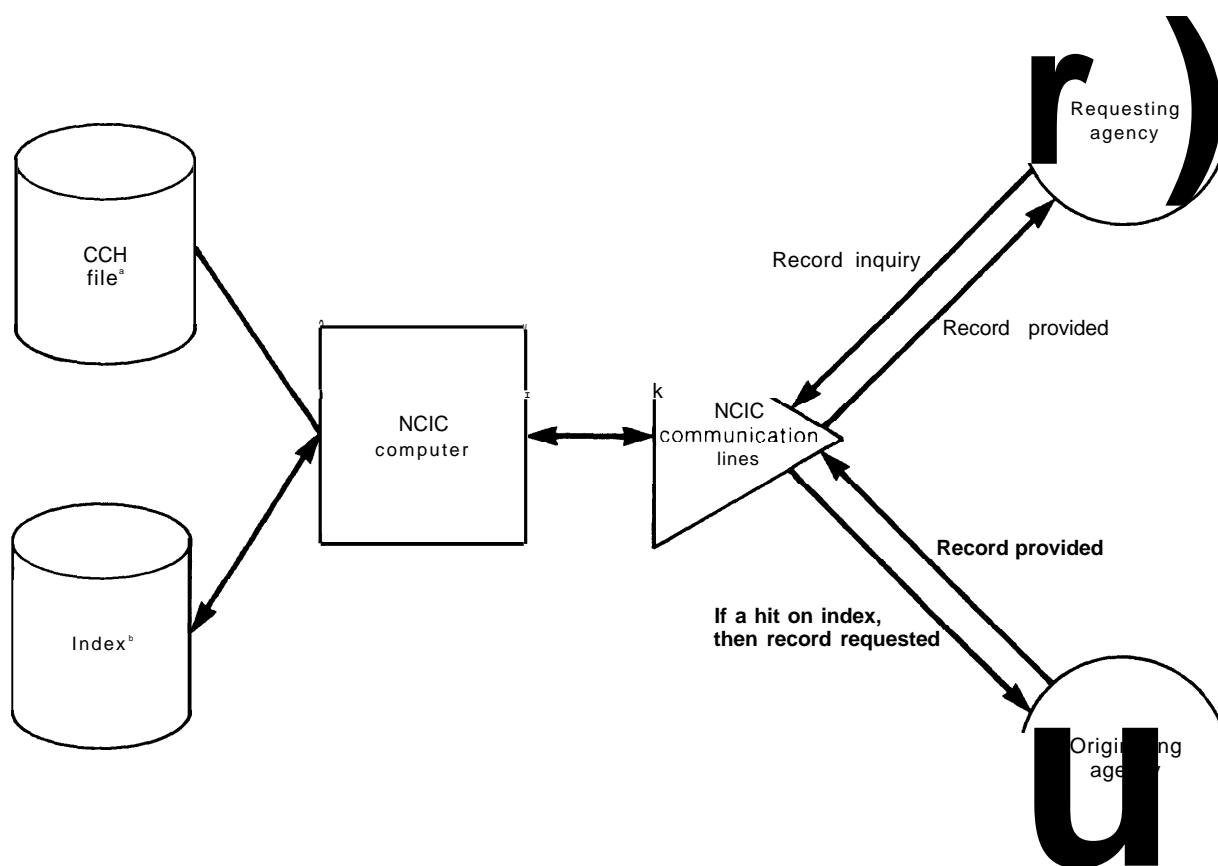 r )
Requesting
agency
CCH
file^a
Record inquiry
Record provided
NCIC
computer
k
NCIC
communication
lines
Record provided
If a hit on index,
then record requested
Index^b
u